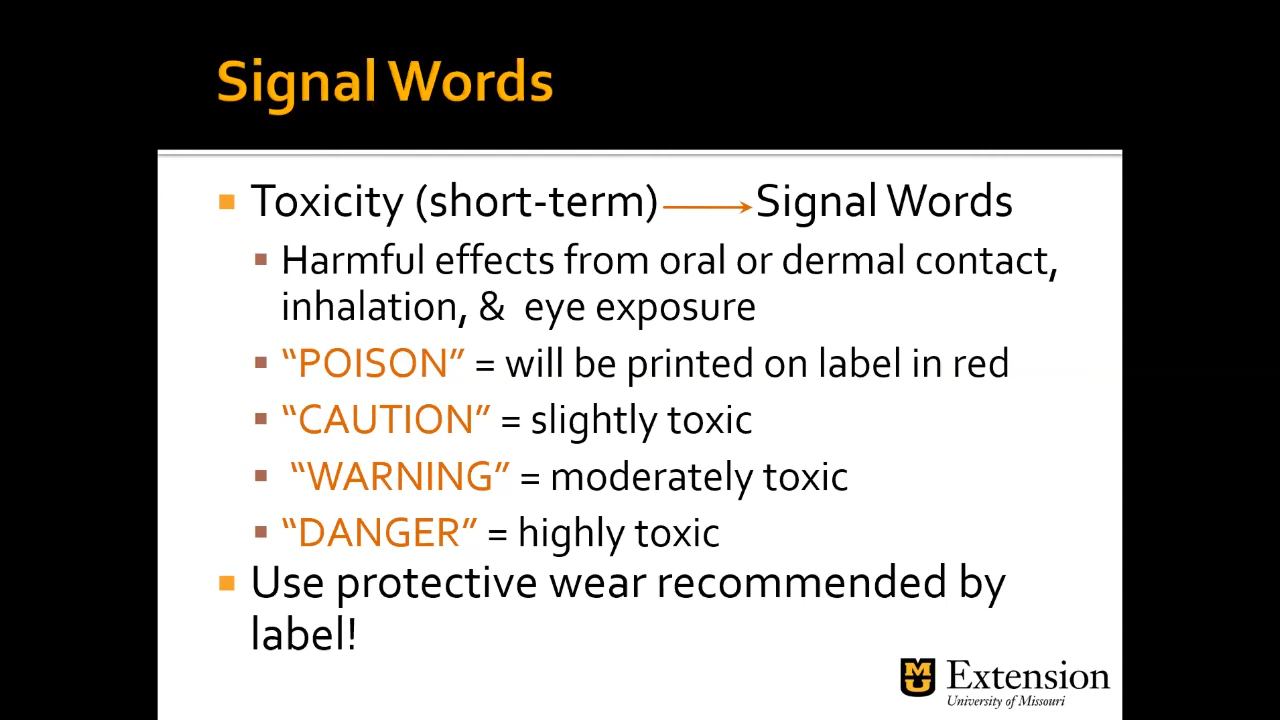 Signal Words
Toxicity (short-term) Signal Words
Harmful effects from oral or dermal contact,
inhalation, & eye exposure
“POISON” = will be printed on label in red
“CAUTION” = slightly toxic
“WARNING” = moderately toxic
“DANGER” = highly toxic
Use protective wear recommended by
label!
MU Extension
University of Missouri